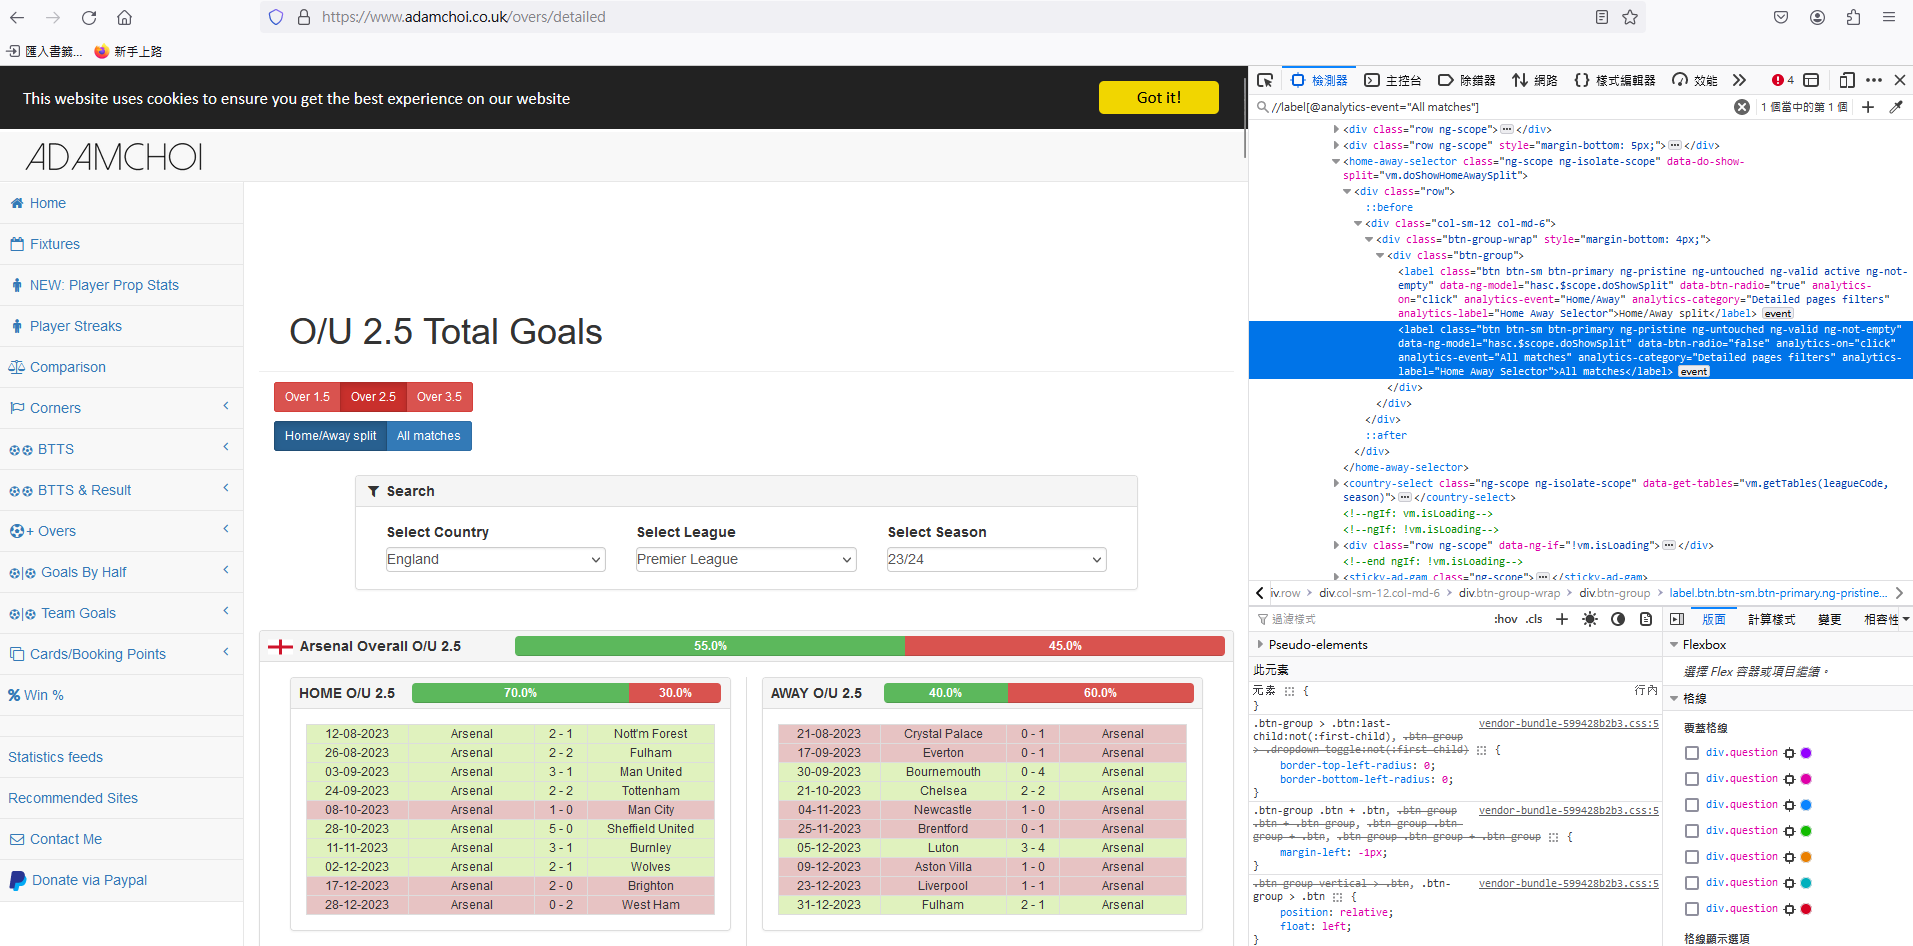 https://www.adamchoi.co.uk/overs/detailed
匯入書籤...
新手上路
This website uses cookies to ensure you get the best experience on our website
Got it!
ADAMCHOI
Home
Fixtures
NEW: Player Prop Stats
Player Streaks
Comparison
Corners
BTTS
BTTS & Result
+ Overs
Goals By Half
Team Goals
Cards/Booking Points
Win %
Statistics feeds
Recommended Sites
Contact Me
Donate via Paypal
O/U 2.5 Total Goals
Over 1.5 Over 2.5 Over 3.5
Home/Away split All matches
Search
Select Country Select League Select Season
England Premier League 23/24
Arsenal Overall O/U 2.5 55.0% 45.0%
HOME O/U 2.5 70.0% 30.0%
12-08-2023 Arsenal 2 - 1 Nott'm Forest
26-08-2023 Arsenal 2 - 2 Fulham
03-09-2023 Arsenal 3 - 1 Man United
24-09-2023 Arsenal 2 - 2 Tottenham
08-10-2023 Arsenal 1 - 0 Man City
28-10-2023 Arsenal 5 - 0 Sheffield United
11-11-2023 Arsenal 3 - 1 Burnley
02-12-2023 Arsenal 2 - 1 Wolves
17-12-2023 Arsenal 2 - 0 Brighton
28-12-2023 Arsenal 0 - 2 West Ham
AWAY O/U 2.5 40.0% 60.0%
21-08-2023 Crystal Palace 0 - 1 Arsenal
17-09-2023 Everton 0 - 1 Arsenal
30-09-2023 Bournemouth 0 - 4 Arsenal
21-10-2023 Chelsea 2 - 2 Arsenal
04-11-2023 Newcastle 1 - 0 Arsenal
25-11-2023 Brentford 0 - 1 Arsenal
05-12-2023 Luton 3 - 4 Arsenal
09-12-2023 Aston Villa 1 - 0 Arsenal
23-12-2023 Liverpool 1 - 1 Arsenal
31-12-2023 Fulham 2 - 1 Arsenal
檢測器 主控台 除錯器 網路 樣式編輯器 效能 4
//label[@analytics-event="All matches"] 1 個當中的第 1 個
<div class="row ng-scope"> </div>
<div class="row ng-scope" style="margin-bottom: 5px;"> </div>
<home-away-selector class="ng-scope ng-isolate-scope" data-do-show-
split="vm.doShowHomeAwaySplit">
<div class="row">
::before
<div class="col-sm-12 col-md-6">
<div class="btn-group-wrap" style="margin-bottom: 4px;">
<div class="btn-group">
<label class="btn btn-sm btn-primary ng-pristine ng-untouched ng-valid active ng-not-
empty" data-ng-model="hasc.$scope.doShowSplit" data-btn-radio="true" analytics-
on="click" analytics-event="Home/Away" analytics-category="Detailed pages filters"
analytics-label="Home Away Selector">Home/Away split</label> event
<label class="btn btn-sm btn-primary ng-pristine ng-untouched ng-valid ng-not-empty"
data-ng-model="hasc.$scope.doShowSplit" data-btn-radio="false" analytics-on="click"
analytics-event="All matches" analytics-category="Detailed pages filters" analytics-
label="Home Away Selector">All matches</label> event
</div>
</div>
</div>
::after
</div>
</home-away-selector>
<country-select class="ng-scope ng-isolate-scope" data-get-tables="vm.getTables(leagueCode,
season)"> </country-select>
<!--ngIf: vm.isLoading-->
<!--ngIf: !vm.isLoading-->
<div class="row ng-scope" data-ng-if="!vm.isLoading"> </div>
<!--end ngIf: !vm.isLoading-->
<sticky-ad-gam class="ng-scope"> </sticky-ad-gam>
iv.row > div.col-sm-12.col-md-6 > div.btn-group-wrap > div.btn-group > label.btn.btn-sm.btn-primary.ng-pristine...
過濾樣式 :hov .cls
Pseudo-elements
此元素
元素 { 行內
}
.btn-group > .btn:last- vendor-bundle-599428b2b3.css:5
child:not(:first-child), .btn-group
> .dropdown-toggle:not(:first-child) {
border-top-left-radius: 0;
border-bottom-left-radius: 0;
}
.btn-group .btn + .btn, .btn-group vendor-bundle-599428b2b3.css:5
.btn + .btn-group, .btn-group .btn-
group + .btn, .btn-group .btn-group + .btn-group {
margin-left: -1px;
}
.btn-group-vertical > .btn, .btn- vendor-bundle-599428b2b3.css:5
group > .btn {
position: relative;
float: left;
}
版面 計算樣式 變更 相容性
Flexbox
選擇 Flex 容器或項目繼續。
格線
覆蓋格線
div.question
div.question
div.question
div.question
div.question
div.question
div.question
格線顯示選項